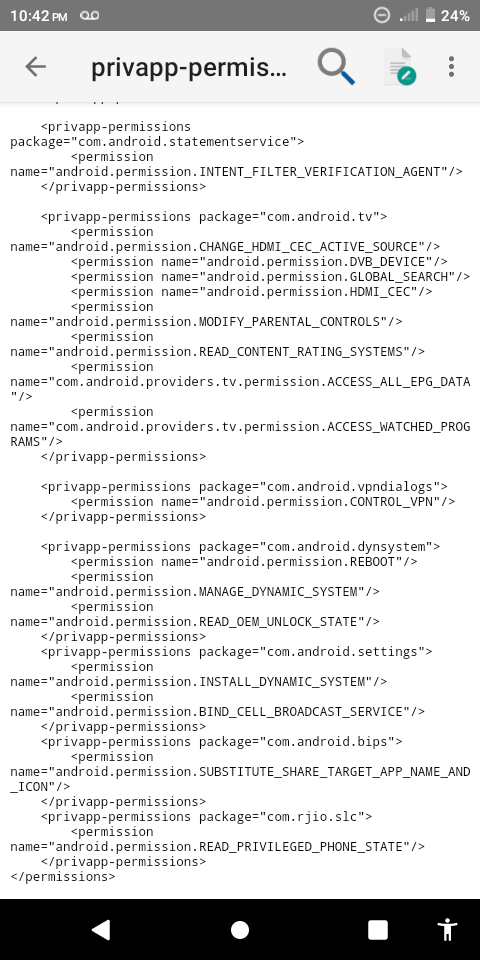 10:42 PM 24%
privapp-permis...
<privapp-permissions
package="com.android.statementservice">
<permission
name="android.permission.INTENT_FILTER_VERIFICATION_AGENT"/>
</privapp-permissions>
<privapp-permissions package="com.android.tv">
<permission
name="android.permission.CHANGE_HDMI_CEC_ACTIVE_SOURCE"/>
<permission name="android.permission.DVB_DEVICE"/>
<permission name="android.permission.GLOBAL_SEARCH"/>
<permission name="android.permission.HDMI_CEC"/>
<permission
name="android.permission.MODIFY_PARENTAL_CONTROLS"/>
<permission
name="android.permission.READ_CONTENT_RATING_SYSTEMS"/>
<permission
name="com.android.providers.tv.permission.ACCESS_ALL_EPG_DATA
"/>
<permission
name="com.android.providers.tv.permission.ACCESS_WATCHED_PROG
RAMS"/>
</privapp-permissions>
<privapp-permissions package="com.android.vpndialogs">
<permission name="android.permission.CONTROL_VPN"/>
</privapp-permissions>
<privapp-permissions package="com.android.dynsystem">
<permission name="android.permission.REBOOT"/>
<permission
name="android.permission.MANAGE_DYNAMIC_SYSTEM"/>
<permission
name="android.permission.READ_OEM_UNLOCK_STATE"/>
</privapp-permissions>
<privapp-permissions package="com.android.settings">
<permission
name="android.permission.INSTALL_DYNAMIC_SYSTEM"/>
<permission
name="android.permission.BIND_CELL_BROADCAST_SERVICE"/>
</privapp-permissions>
<privapp-permissions package="com.android.bips">
<permission
name="android.permission.SUBSTITUTE_SHARE_TARGET_APP_NAME_AND
_ICON"/>
</privapp-permissions>
<privapp-permissions package="com.rjio.slc">
<permission
name="android.permission.READ_PRIVILEGED_PHONE_STATE"/>
</privapp-permissions>
</permissions>